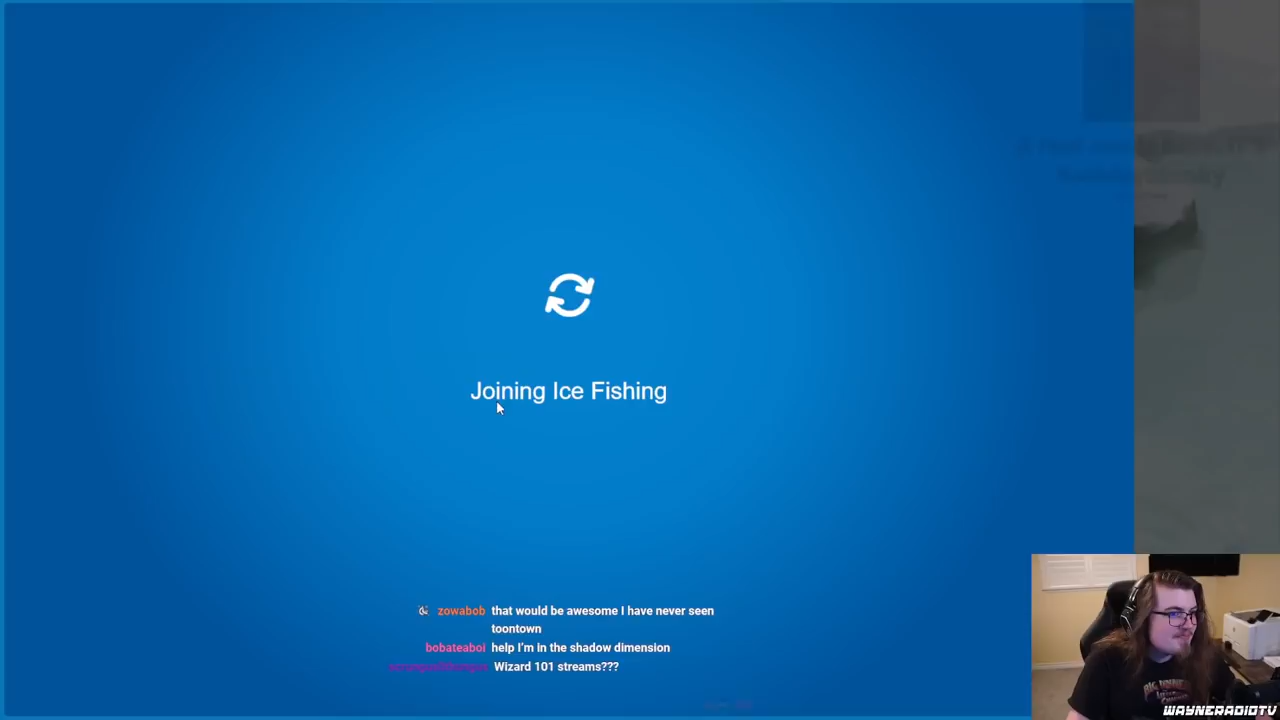 Joining Ice Fishing
zowabob that would be awesome I have never seen
toontown
bobateaboi help I'm in the shadow dimension
Wizard 101 streams???
WAYNERADIOTV